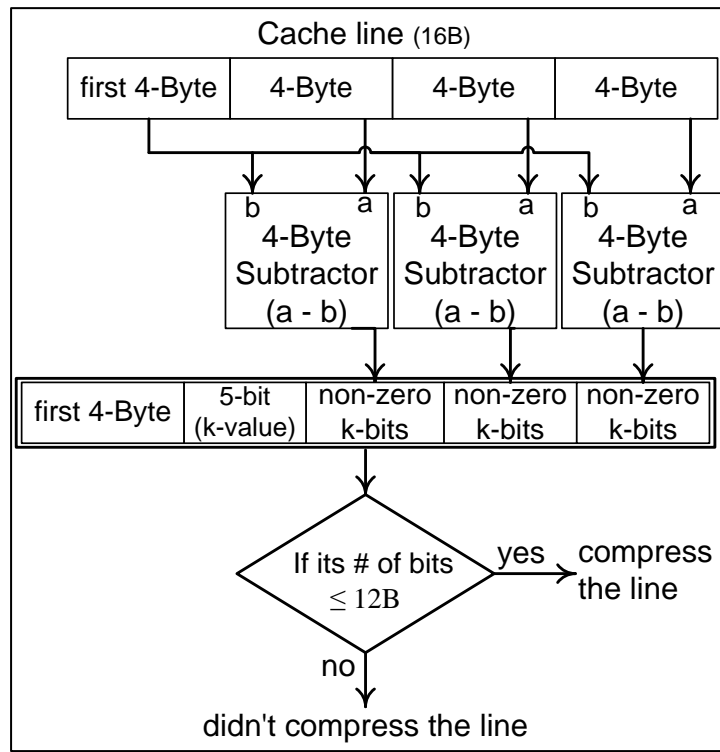 Cache line (16B)
first 4-Byte 4-Byte 4-Byte 4-Byte
b a b a b a
4-Byte 4-Byte 4-Byte
Subtractor Subtractor Subtractor
(a - b) (a - b) (a - b)
first 4-Byte 5-bit non-zero non-zero non-zero
(k-value) k-bits k-bits k-bits
If its # of bits
≤ 12B
yes compress
the line
no
didn't compress the line